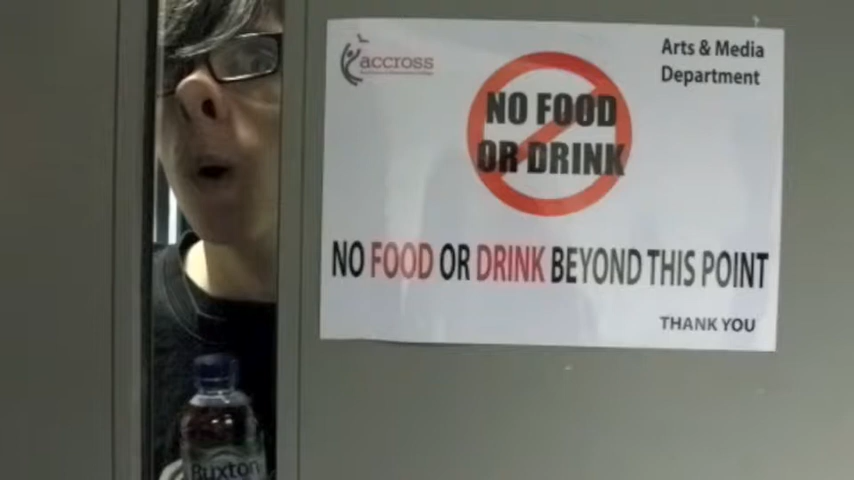 accross
Arts & Media
Department
NO FOOD
OR DRINK
NO FOOD OR DRINK BEYOND THIS POINT
THANK YOU
Buxton